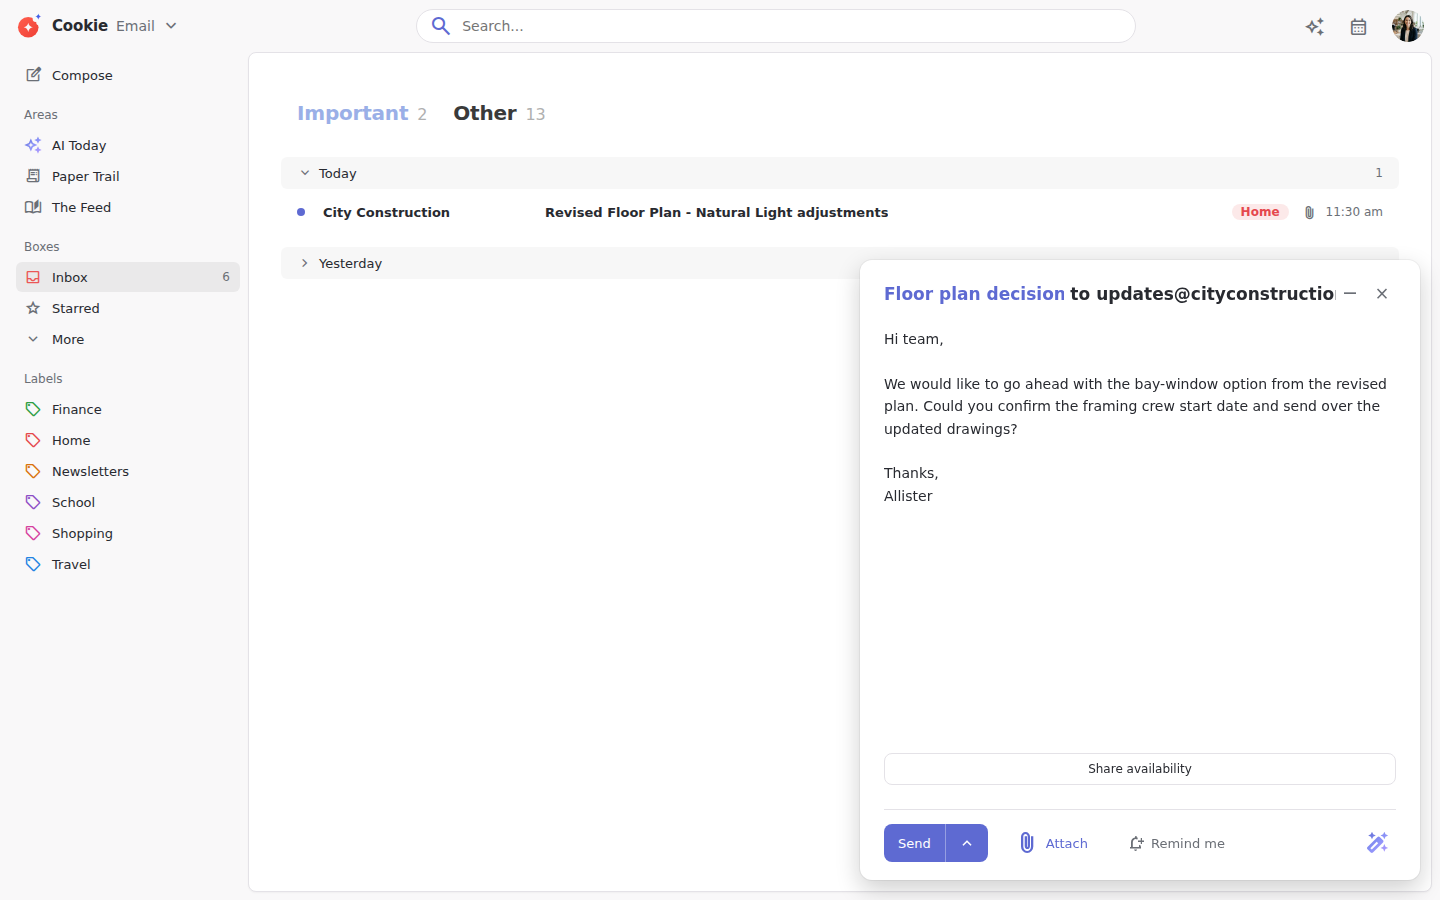 Cookie Email
Search...
Compose
Areas
AI Today
Paper Trail
The Feed
Boxes
Inbox 6
Starred
More
Labels
Finance
Home
Newsletters
School
Shopping
Travel
Important 2 Other 13
Today 1
City Construction Revised Floor Plan - Natural Light adjustments Home 11:30 am
Yesterday
Floor plan decision to updates@cityconstructio
Hi team,
We would like to go ahead with the bay-window option from the revised
plan. Could you confirm the framing crew start date and send over the
updated drawings?
Thanks,
Allister
Share availability
Send Attach Remind me